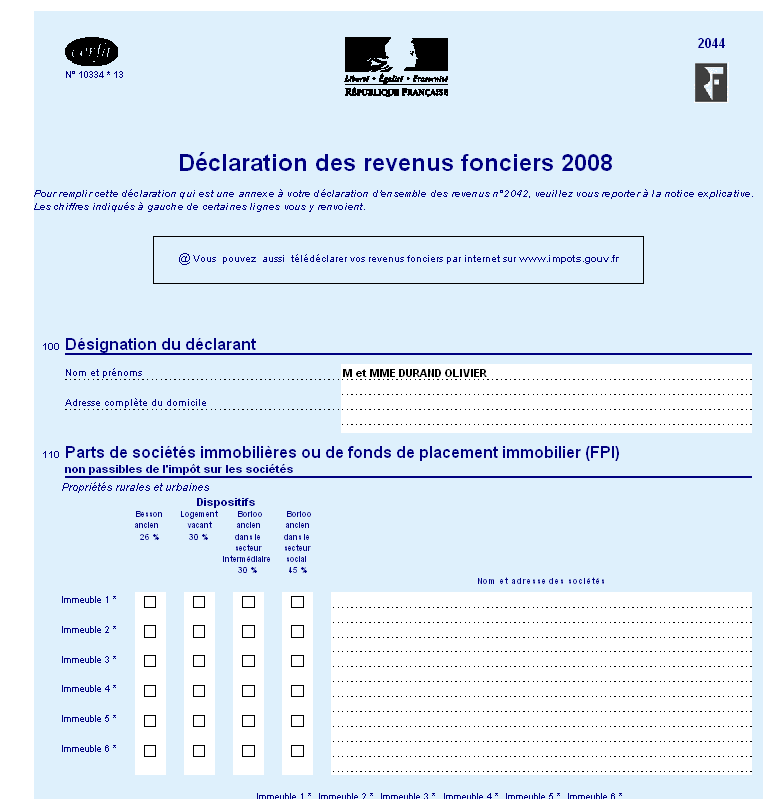 cerfa
2044
N° 10334 * 13
Liberté • Égalité • Fraternité
RÉPUBLIQUE FRANÇAISE
Déclaration des revenus fonciers 2008
Pour remplir cette déclaration qui est une annexe à votre déclaration d'ensemble des revenus n°2042, veuillez vous reporter à la notice explicative.
Les chiffres indiqués à gauche de certaines lignes vous y renvoient.
@ Vous pouvez aussi télédéclarer vos revenus fonciers par internet sur www.impots.gouv.fr
100 Désignation du déclarant
Nom et prénoms M et MME DURAND OLIVIER
Adresse complète du domicile
110 Parts de sociétés immobilières ou de fonds de placement immobilier (FPI)
non passibles de l'impôt sur les sociétés
Propriétés rurales et urbaines
Dispositifs
Besson Logement Borloo Borloo
ancien vacant ancien ancien
26 % 30 % dans le dans le
secteur secteur
intermédiaire social
30 % 45 %
Nom et adresse des sociétés
Immeuble 1 *
Immeuble 2 *
Immeuble 3 *
Immeuble 4 *
Immeuble 5 *
Immeuble 6 *
Immeuble 1 * Immeuble 2 * Immeuble 3 * Immeuble 4 * Immeuble 5 * Immeuble 6 *